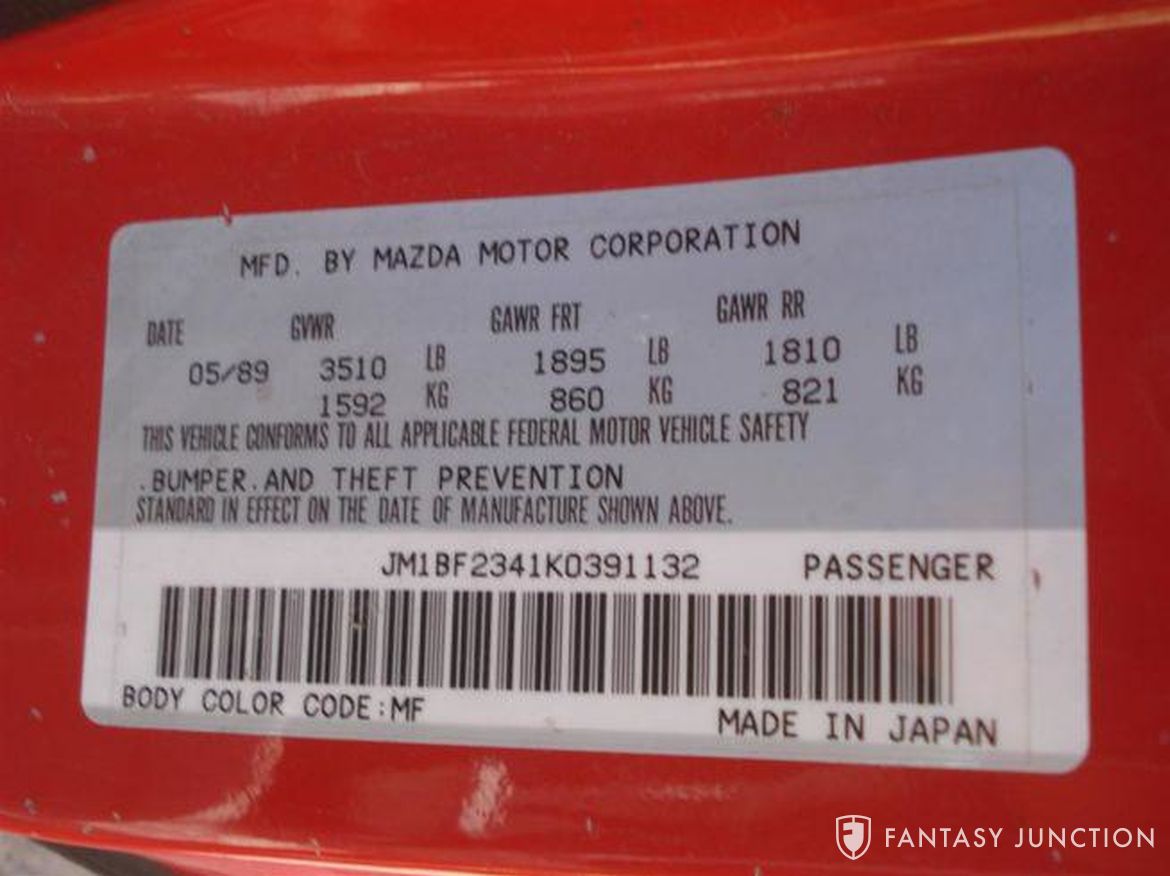 MFD. BY MAZDA MOTOR CORPORATION
DATE GVWR GAWR FRT GAWR RR
05/89 3510 LB 1895 LB 1810 LB
1592 KG 860 KG 821 KG
THIS VEHICLE CONFORMS TO ALL APPLICABLE FEDERAL MOTOR VEHICLE SAFETY
.BUMPER.AND THEFT PREVENTION
STANDARD IN EFFECT ON THE DATE OF MANUFACTURE SHOWN ABOVE.
JM1BF2341K0391132 PASSENGER
BODY COLOR CODE:MF
MADE IN JAPAN
FANTASY JUNCTION